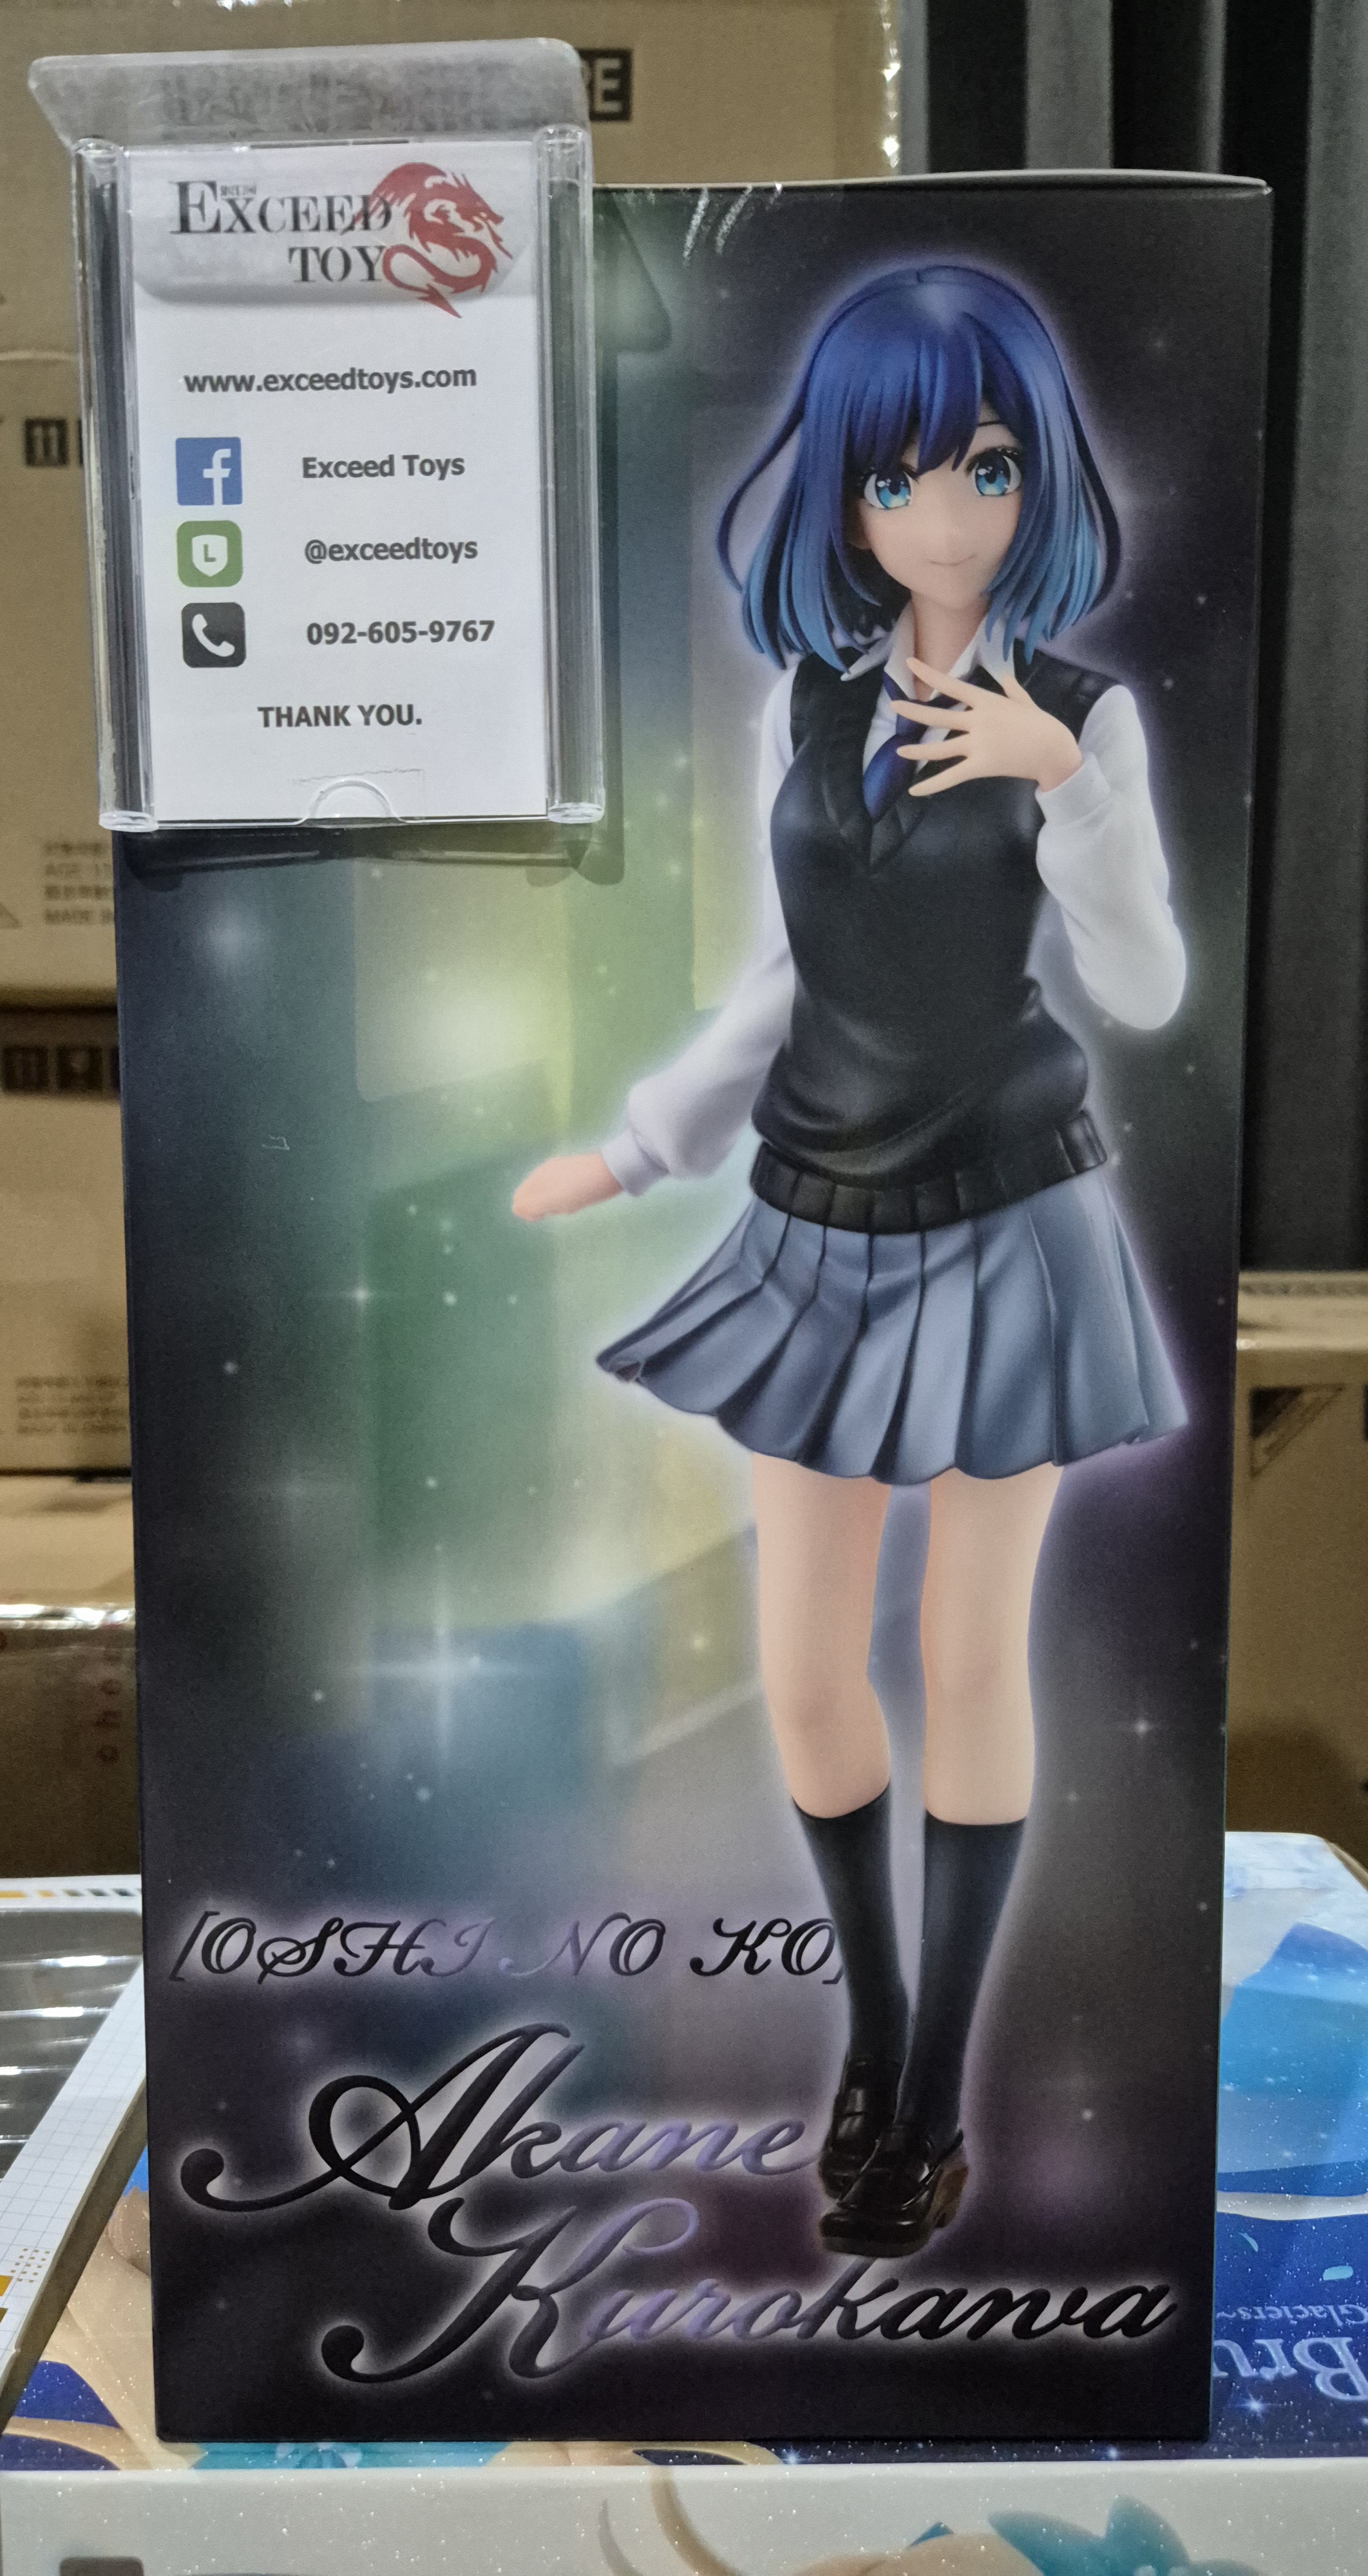 EXCEED
TOY
www.exceedtoys.com
Exceed Toys
@exceedtoys
092-605-9767
THANK YOU.
[OSHI NO KO]
Akane
Kurokawa